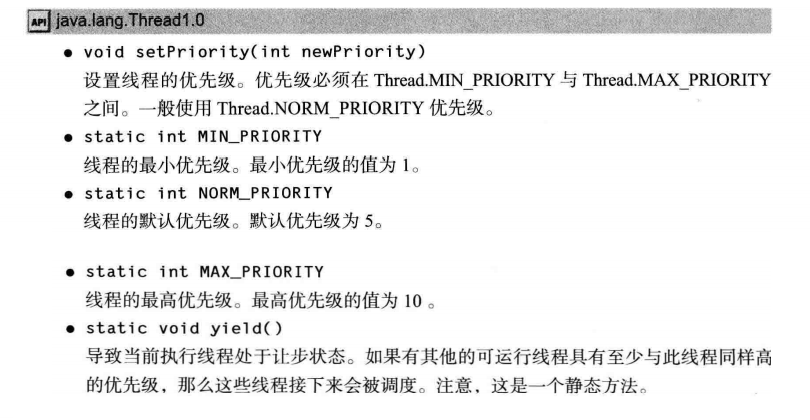 API java.lang.Thread1.0
● void setPriority(int newPriority)
设置线程的优先级。优先级必须在 Thread.MIN_PRIORITY 与 Thread.MAX_PRIORITY
之间。一般使用 Thread.NORM_PRIORITY 优先级。
● static int MIN_PRIORITY
线程的最小优先级。最小优先级的值为 1。
● static int NORM_PRIORITY
线程的默认优先级。默认优先级为 5。
● static int MAX_PRIORITY
线程的最高优先级。最高优先级的值为 10 。
● static void yield()
导致当前执行线程处于让步状态。如果有其他的可运行线程具有至少与此线程同样高
的优先级，那么这些线程接下来会被调度。注意，这是一个静态方法。